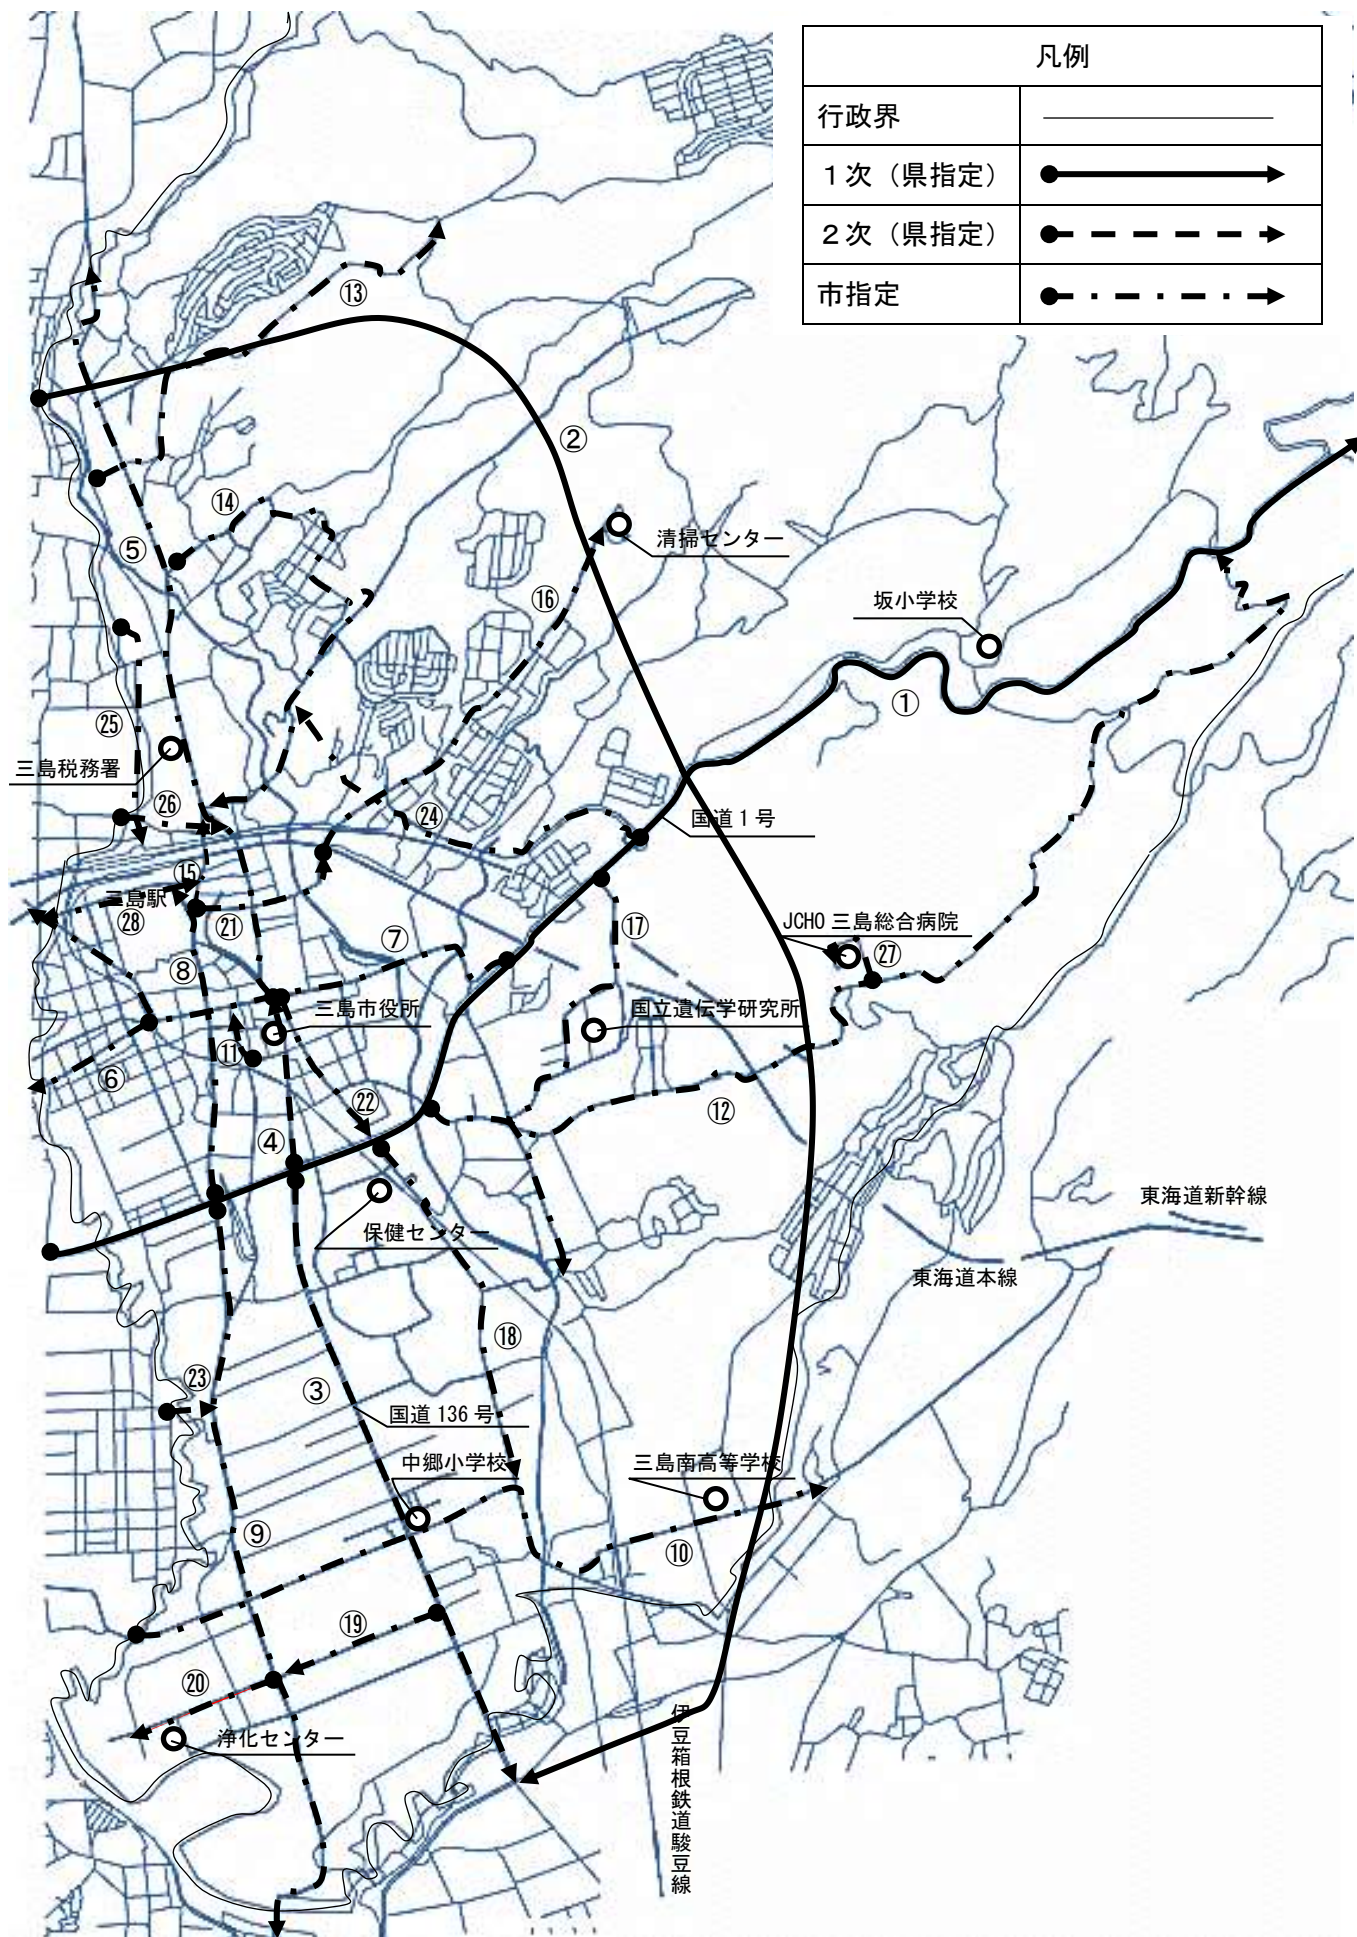 凡例
行政界
１次（県指定）
２次（県指定）
市指定
⑬
②
⑭
⑤
清掃センター
⑯
坂小学校
①
㉕
三島税務署
㉖
㉔
国道１号
⑮
三島駅
㉘
㉑
⑦
⑰
JCHO 三島総合病院
㉗
⑧
三島市役所
国立遺伝学研究所
⑪
⑥
㉒
⑫
④
保健センター
東海道新幹線
東海道本線
⑱
㉓
③
国道 136 号
中郷小学校
三島南高等学校
⑨
⑩
⑲
⑳
浄化センター
伊豆箱根鉄道駿豆線